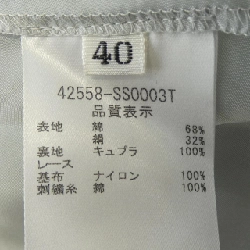 40
42558-SS0003T
品質表示
表地 綿 68%
絹 32%
裏地 キュプラ 100%
レース
基布 ナイロン 100%
刺繍糸 綿 100%